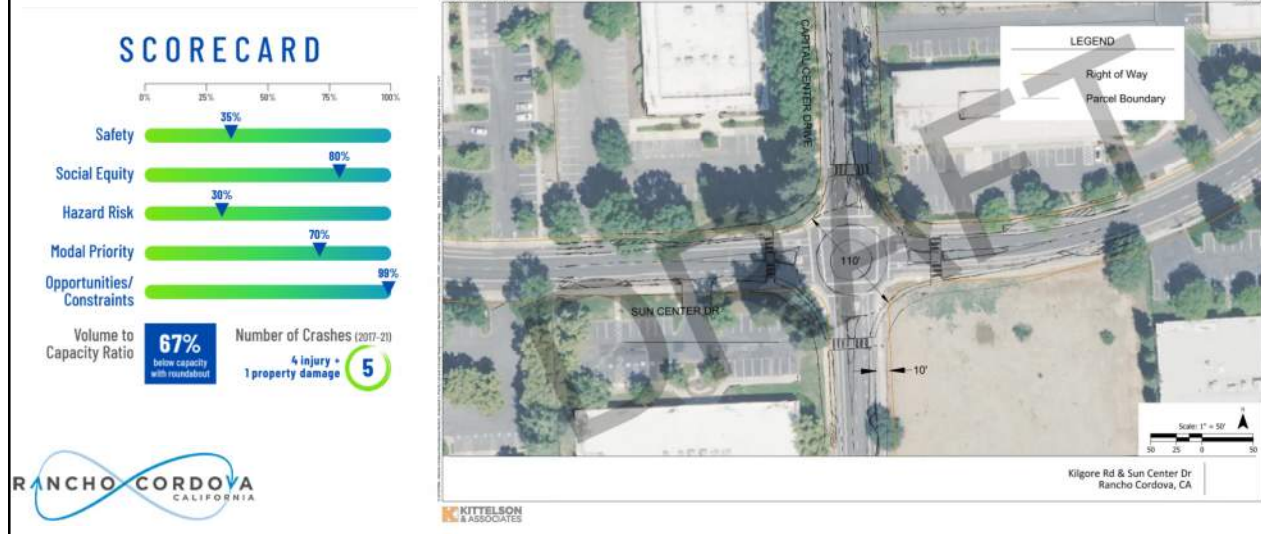 SCORECARD
0% 25% 50% 75% 100%
Safety
35%
Social Equity
80%
Hazard Risk
30%
Modal Priority
70%
Opportunities/
Constraints
99%
Volume to
Capacity Ratio
67%
below capacity
with roundabout
Number of Crashes (2017-21)
4 injury +
1 property damage
5
RANCHO CORDOVA
CALIFORNIA
CAPITAL CENTER DRIVE
LEGEND
Right of Way
Parcel Boundary
DRAFT
110'
SUN CENTER DR
10'
N
Scale: 1" = 50'
50 25 0 50
Kilgore Rd & Sun Center Dr
Rancho Cordova, CA
KITTELSON
& ASSOCIATES